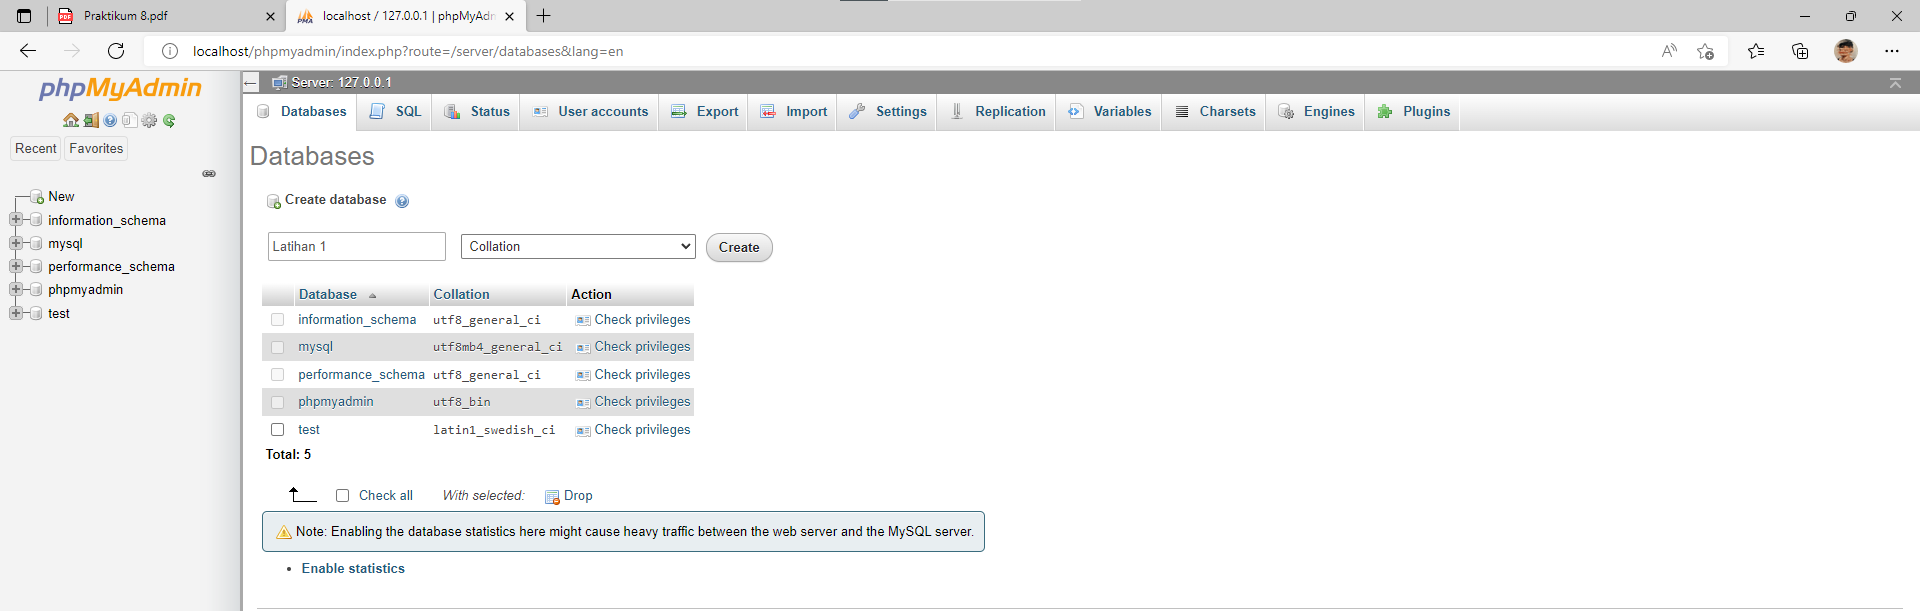 Praktikum 8.pdf
localhost / 127.0.0.1 | phpMyAdm
localhost/phpmyadmin/index.php?route=/server/databases&lang=en
phpMyAdmin
Recent Favorites
New
information_schema
mysql
performance_schema
phpmyadmin
test
Server: 127.0.0.1
Databases SQL Status User accounts Export Import Settings Replication Variables Charsets Engines Plugins
Databases
Create database
Latihan 1 Collation Create
Database Collation Action
information_schema utf8_general_ci Check privileges
mysql utf8mb4_general_ci Check privileges
performance_schema utf8_general_ci Check privileges
phpmyadmin utf8_bin Check privileges
test latin1_swedish_ci Check privileges
Total: 5
Check all With selected: Drop
Note: Enabling the database statistics here might cause heavy traffic between the web server and the MySQL server.
Enable statistics